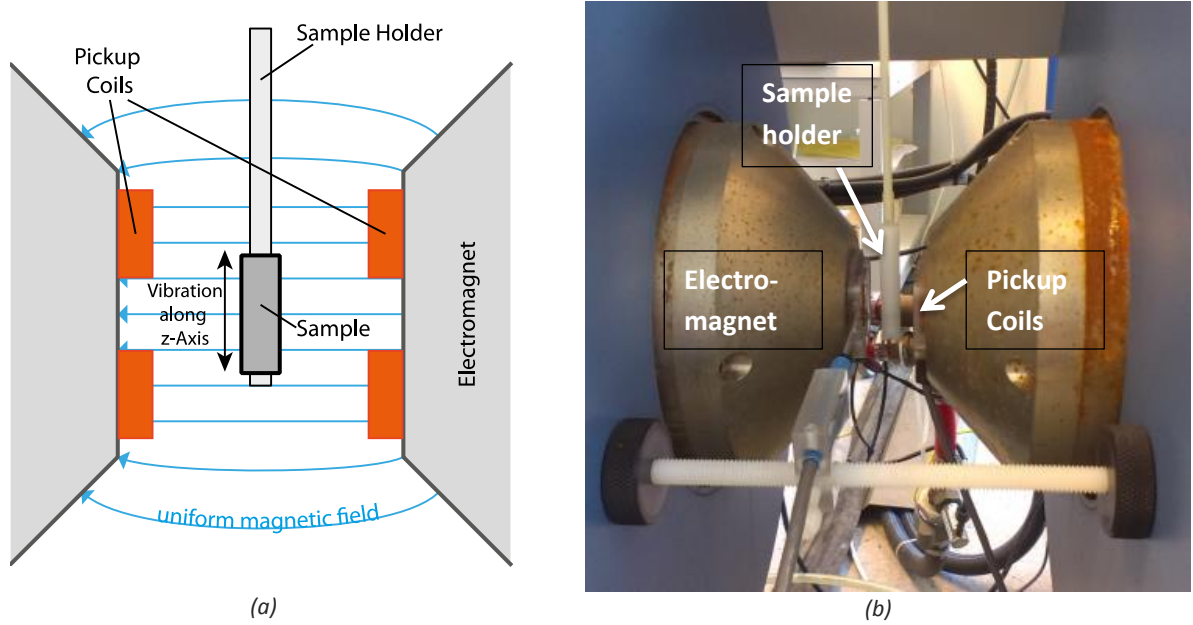 Sample Holder
Pickup
Coils
Vibration
along
z-Axis
Sample
Electromagnet
uniform magnetic field
(a)
Sample
holder
Electro-
magnet
Pickup
Coils
(b)